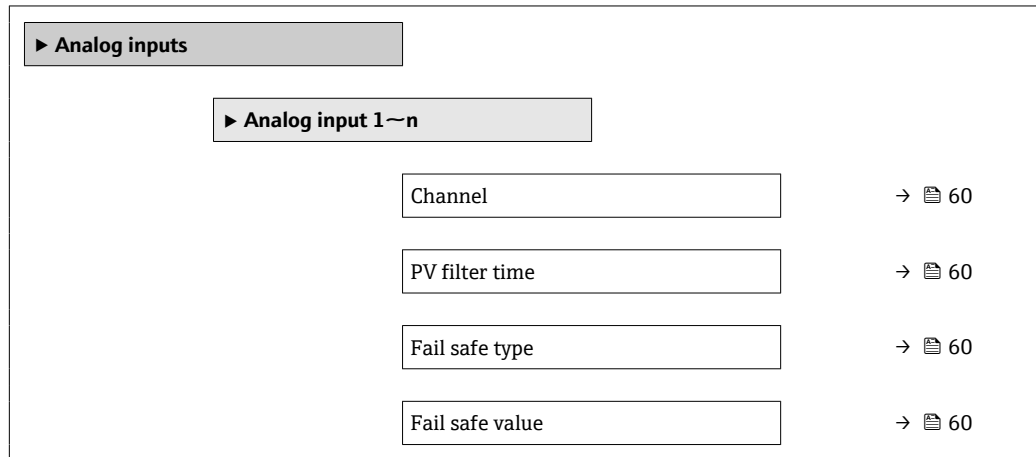 ▶ Analog inputs
▶ Analog input 1~n
Channel → 60
PV filter time → 60
Fail safe type → 60
Fail safe value → 60